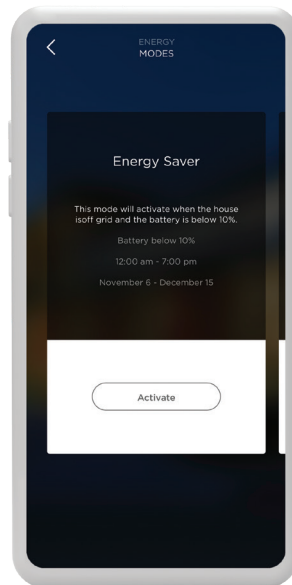 ENERGY
MODES
Energy Saver
This mode will activate when the house
isoff grid and the battery is below 10%.
Battery below 10%
12:00 am - 7:00 pm
November 6 - December 15
Activate